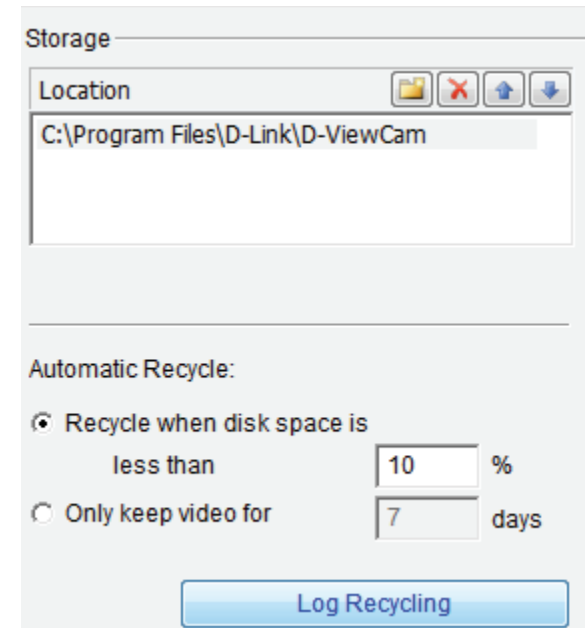 Storage
Location
C:\Program Files\D-Link\D-ViewCam
Automatic Recycle:
Recycle when disk space is
less than 10 %
Only keep video for 7 days
Log Recycling